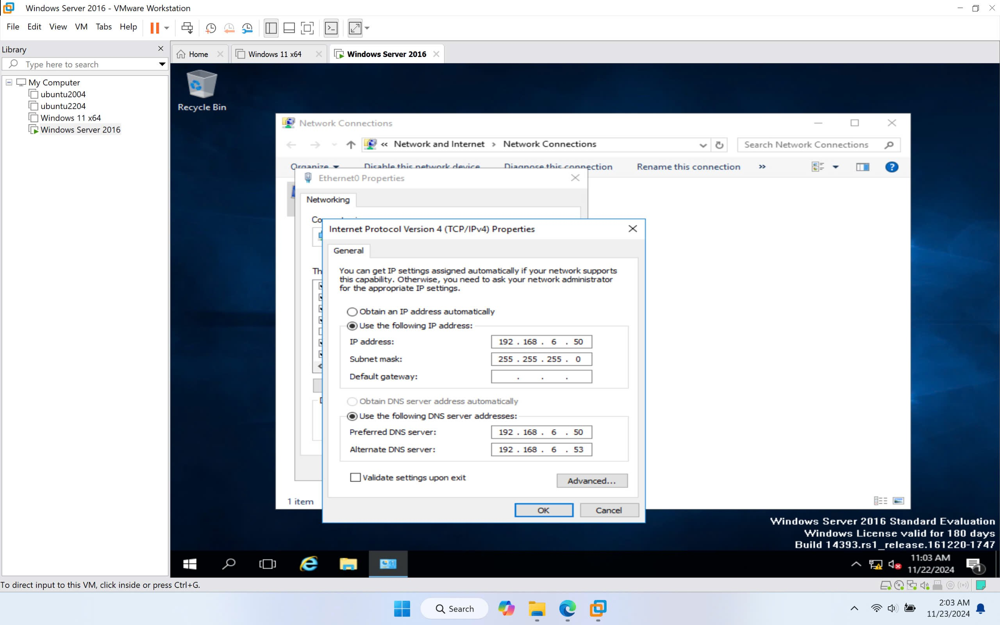 Windows Server 2016 - VMware Workstation
File Edit View VM Tabs Help
Library
Type here to search
My Computer
ubuntu2004
ubuntu2204
Windows 11 x64
Windows Server 2016
Home
Windows 11 x64
Windows Server 2016
Recycle Bin
Network Connections
« Network and Internet › Network Connections
Search Network Connections
Organize Disable this network device Diagnose this connection Rename this connection »
Ethernet0 Properties
Networking
Internet Protocol Version 4 (TCP/IPv4) Properties
General
You can get IP settings assigned automatically if your network supports
this capability. Otherwise, you need to ask your network administrator
for the appropriate IP settings.
Obtain an IP address automatically
Use the following IP address:
IP address: 192 . 168 . 6 . 50
Subnet mask: 255 . 255 . 255 . 0
Default gateway: . . .
Obtain DNS server address automatically
Use the following DNS server addresses:
Preferred DNS server: 192 . 168 . 6 . 50
Alternate DNS server: 192 . 168 . 6 . 53
Validate settings upon exit
Advanced...
OK Cancel
1 item
Windows Server 2016 Standard Evaluation
Windows License valid for 180 days
Build 14393.rs1_release.161220-1747
11:03 AM
11/22/2024
1
To direct input to this VM, click inside or press Ctrl+G.
Search
2:03 AM
11/23/2024